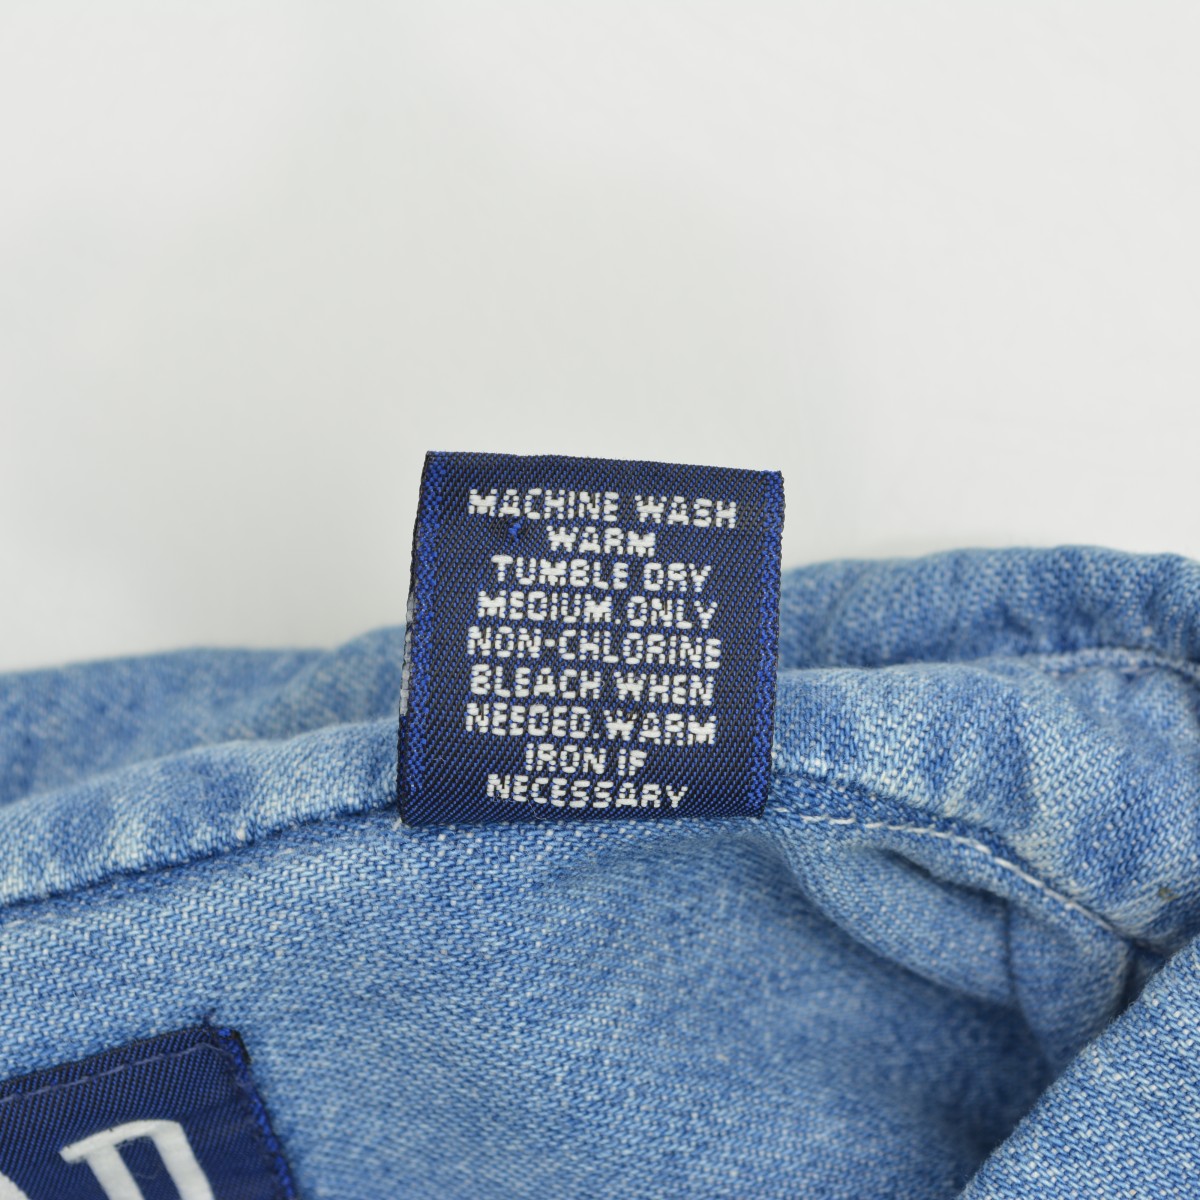 MACHINE WASH
WARM
TUMBLE DRY
MEDIUM ONLY
NON-CHLORINE
BLEACH WHEN
NEEDED, WARM
IRON IF
NECESSARY